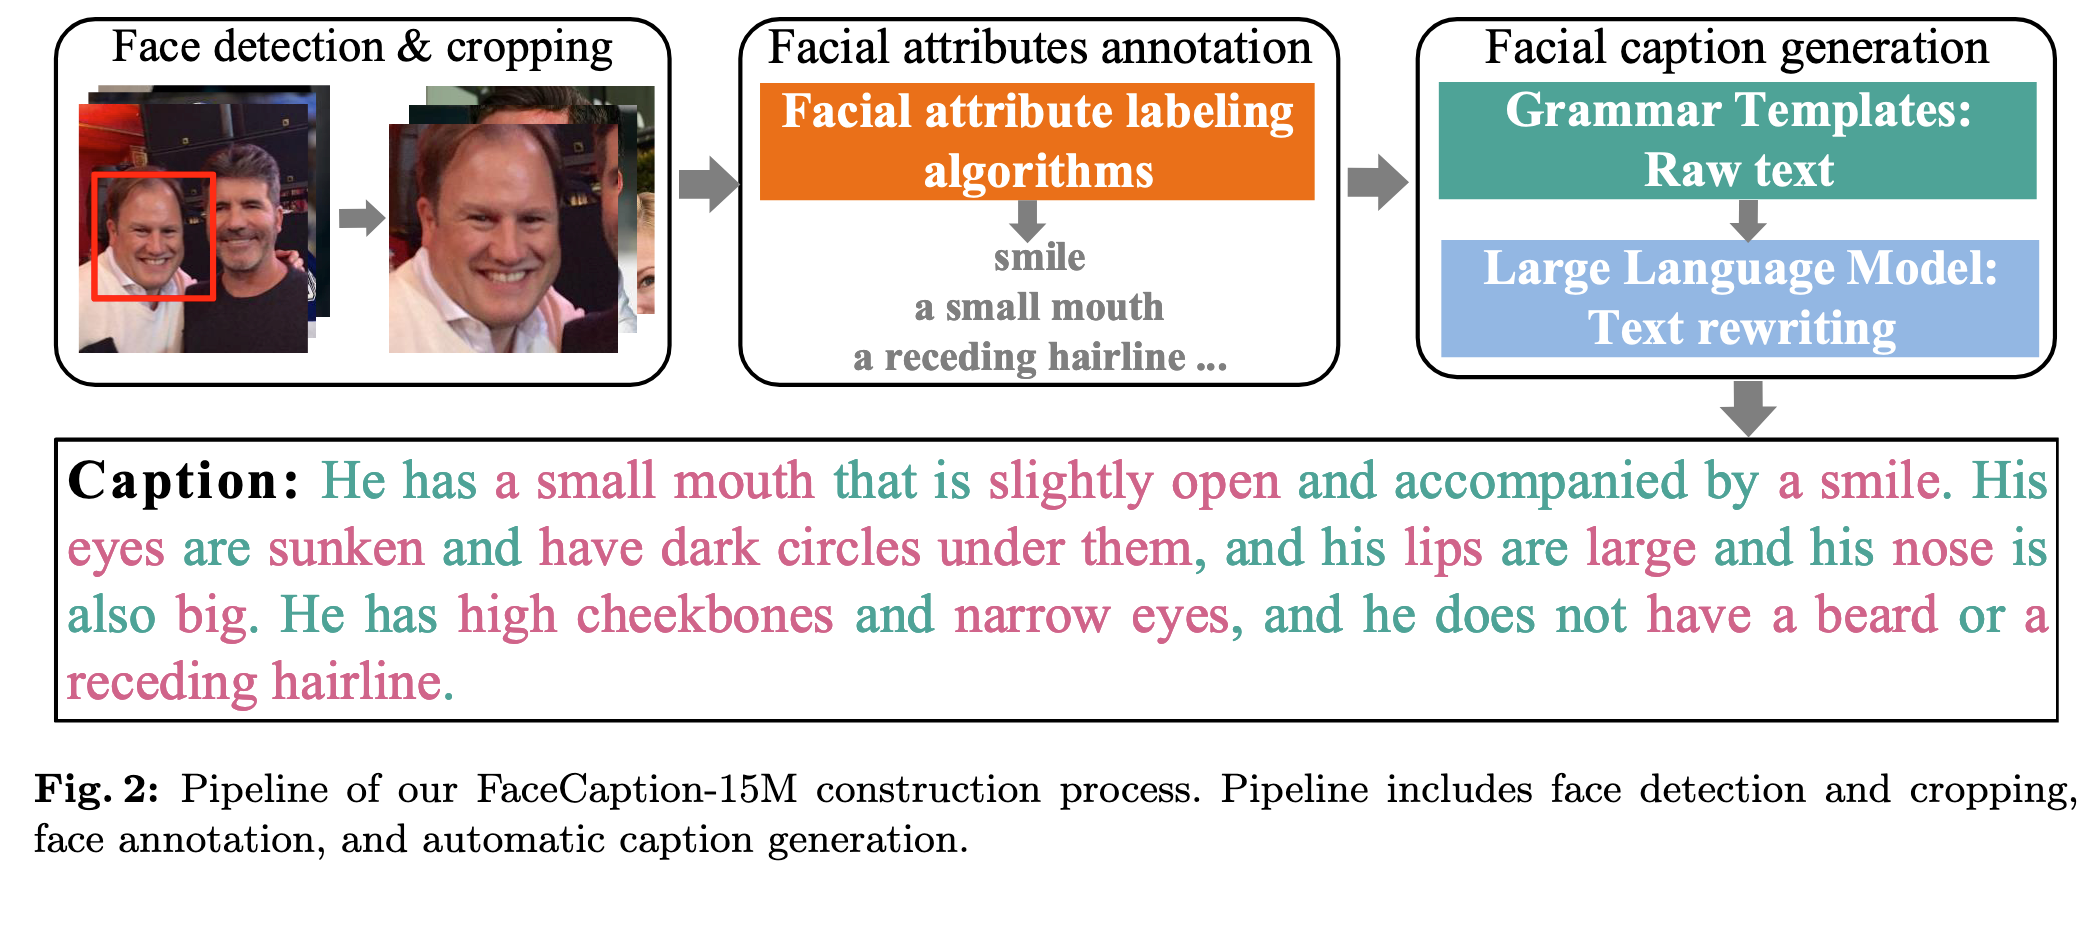 Face detection & cropping
Facial attributes annotation
Facial attribute labeling
algorithms
smile
a small mouth
a receding hairline ...
Facial caption generation
Grammar Templates:
Raw text
Large Language Model:
Text rewriting
Caption: He has a small mouth that is slightly open and accompanied by a smile. His
eyes are sunken and have dark circles under them, and his lips are large and his nose is
also big. He has high cheekbones and narrow eyes, and he does not have a beard or a
receding hairline.
Fig. 2: Pipeline of our FaceCaption-15M construction process. Pipeline includes face detection and cropping,
face annotation, and automatic caption generation.